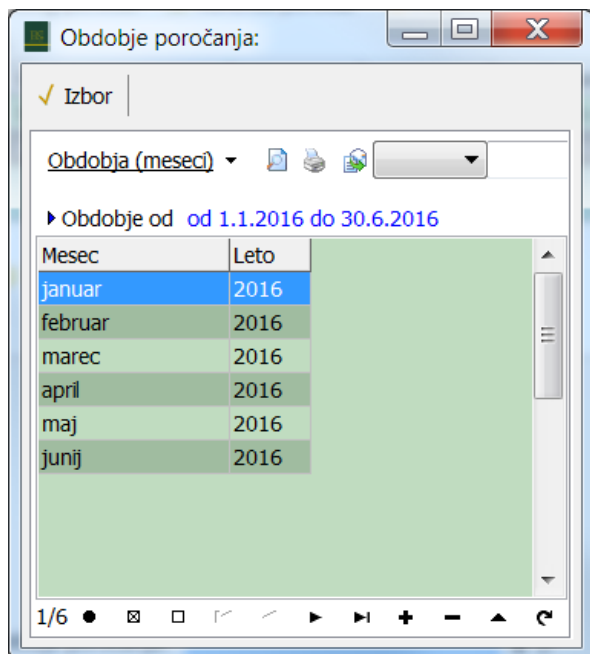 Obdobje poročanja:
Izbor
Obdobja (meseci)
Obdobje od od 1.1.2016 do 30.6.2016
Mesec Leto
januar 2016
februar 2016
marec 2016
april 2016
maj 2016
junij 2016
1/6